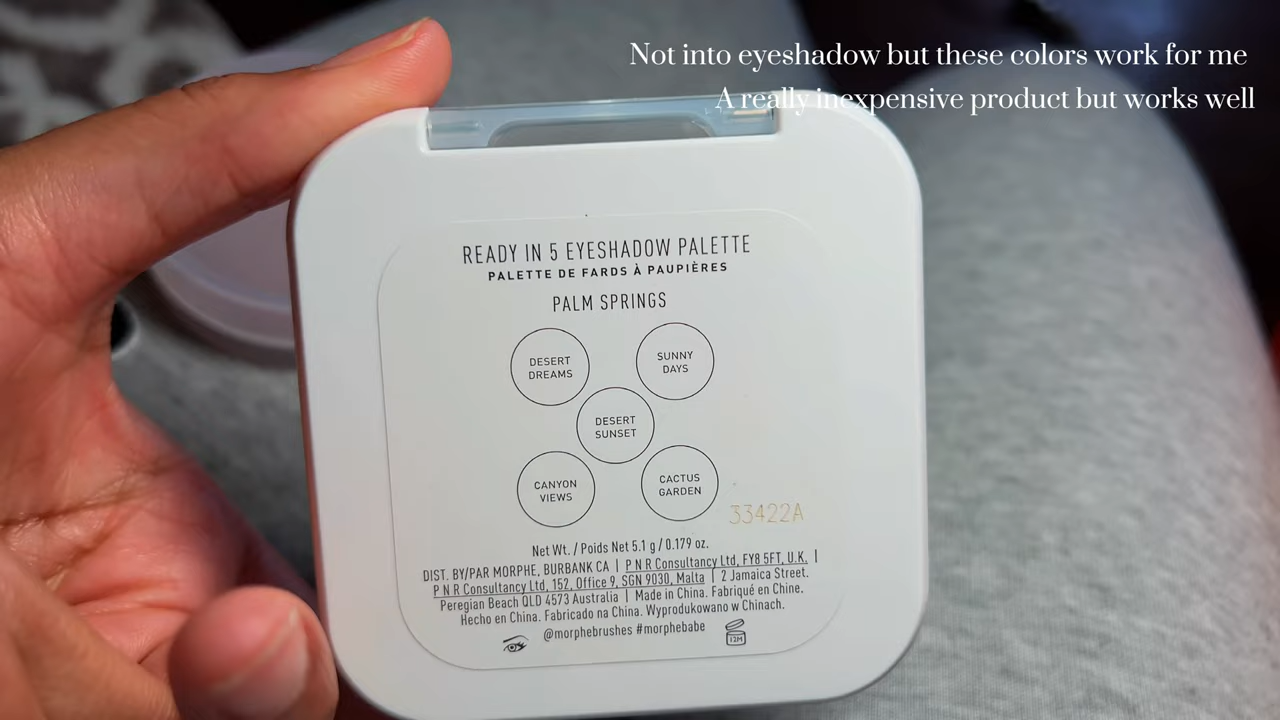 Not into eyeshadow but these colors work for me
A really inexpensive product but works well
READY IN 5 EYESHADOW PALETTE
PALETTE DE FARDS À PAUPIÈRES
PALM SPRINGS
DESERT
DREAMS
SUNNY
DAYS
DESERT
SUNSET
CANYON
VIEWS
CACTUS
GARDEN
33422A
Net Wt. / Poids Net 5.1 g / 0.179 oz.
DIST. BY/PAR MORPHE, BURBANK CA | P N R Consultancy Ltd, FY8 5FT, U.K. |
P N R Consultancy Ltd, 152, Office 9, SGN 9030, Malta | 2 Jamaica Street.
Peregian Beach QLD 4573 Australia | Made in China. Fabriqué en Chine.
Hecho en China. Fabricado na China. Wyprodukowano w Chinach.
@morphebrushes #morphebabe
12M